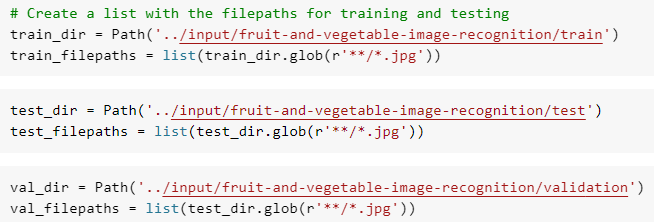 # Create a list with the filepaths for training and testing
train_dir = Path('../input/fruit-and-vegetable-image-recognition/train')
train_filepaths = list(train_dir.glob(r'**/*.jpg'))
test_dir = Path('../input/fruit-and-vegetable-image-recognition/test')
test_filepaths = list(test_dir.glob(r'**/*.jpg'))
val_dir = Path('../input/fruit-and-vegetable-image-recognition/validation')
val_filepaths = list(test_dir.glob(r'**/*.jpg'))